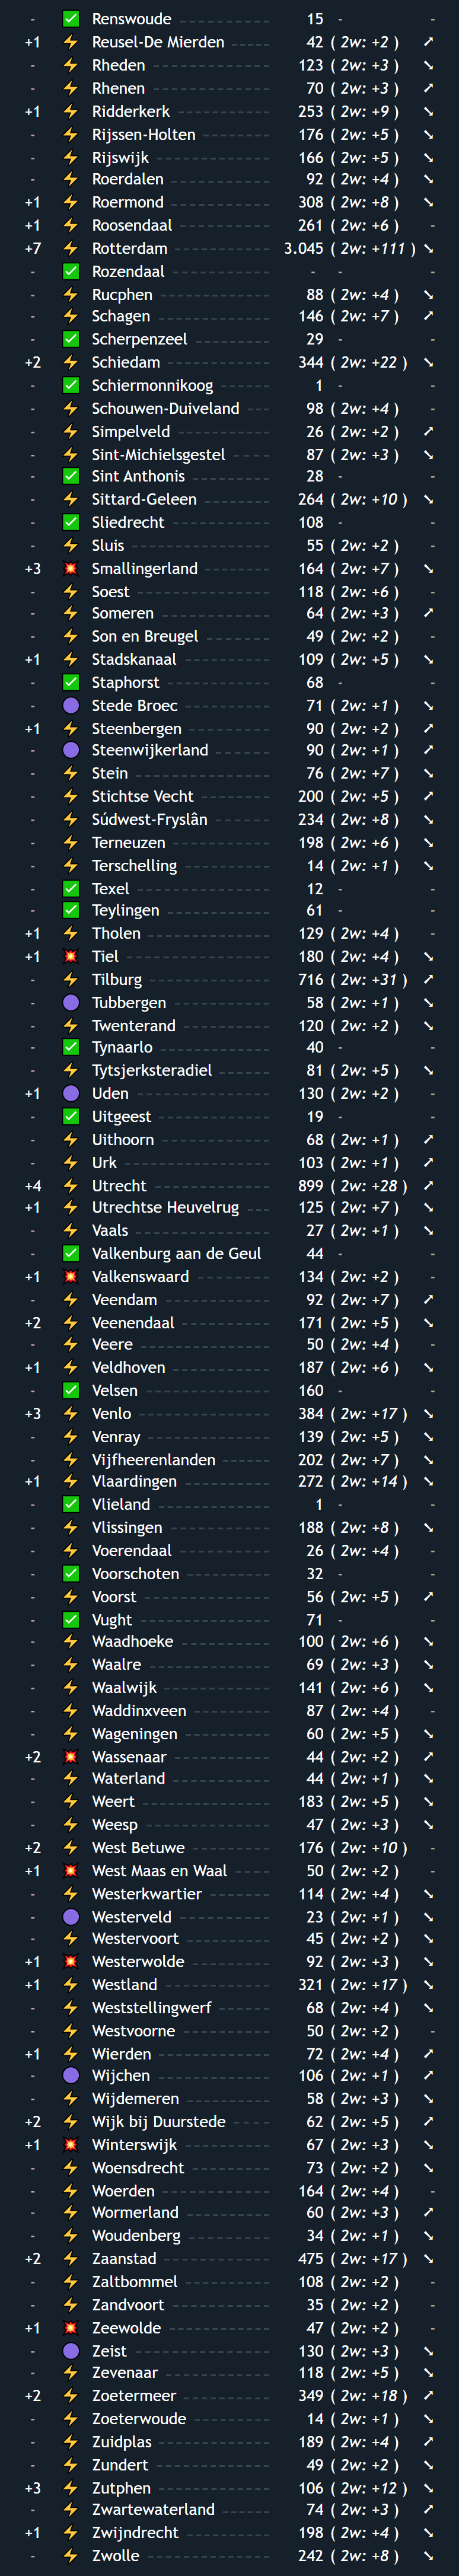 - ✅ Renswoude 15 - -
+1 ⚡ Reusel-De Mierden 42 ( 2w: +2 ) ➚
- ⚡ Rheden 123 ( 2w: +3 ) ➘
- ⚡ Rhenen 70 ( 2w: +3 ) ➚
+1 ⚡ Ridderkerk 253 ( 2w: +9 ) ➘
- ⚡ Rijssen-Holten 176 ( 2w: +5 ) ➘
- ⚡ Rijswijk 166 ( 2w: +5 ) ➘
- ⚡ Roerdalen 92 ( 2w: +4 ) ➘
+1 ⚡ Roermond 308 ( 2w: +8 ) ➘
+1 ⚡ Roosendaal 261 ( 2w: +6 ) -
+7 ⚡ Rotterdam 3.045 ( 2w: +111 ) ➘
- ✅ Rozendaal - - -
- ⚡ Rucphen 88 ( 2w: +4 ) ➘
- ⚡ Schagen 146 ( 2w: +7 ) ➚
- ✅ Scherpenzeel 29 - -
+2 ⚡ Schiedam 344 ( 2w: +22 ) ➘
- ✅ Schiermonnikoog 1 - -
- ⚡ Schouwen-Duiveland 98 ( 2w: +4 ) -
- ⚡ Simpelveld 26 ( 2w: +2 ) ➚
- ⚡ Sint-Michielsgestel 87 ( 2w: +3 ) ➘
- ✅ Sint Anthonis 28 - -
- ⚡ Sittard-Geleen 264 ( 2w: +10 ) ➘
- ✅ Sliedrecht 108 - -
- ⚡ Sluis 55 ( 2w: +2 ) -
+3 💥 Smallingerland 164 ( 2w: +7 ) ➘
- ⚡ Soest 118 ( 2w: +6 ) -
- ⚡ Someren 64 ( 2w: +3 ) ➚
- ⚡ Son en Breugel 49 ( 2w: +2 ) -
+1 ⚡ Stadskanaal 109 ( 2w: +5 ) ➘
- ✅ Staphorst 68 - -
- 🟣 Stede Broec 71 ( 2w: +1 ) ➘
+1 ⚡ Steenbergen 90 ( 2w: +2 ) ➚
- 🟣 Steenwijkerland 90 ( 2w: +1 ) ➚
- ⚡ Stein 76 ( 2w: +7 ) ➘
- ⚡ Stichtse Vecht 200 ( 2w: +5 ) ➚
- ⚡ Súdwest-Fryslân 234 ( 2w: +8 ) ➘
- ⚡ Terneuzen 198 ( 2w: +6 ) ➘
- ⚡ Terschelling 14 ( 2w: +1 ) ➘
- ✅ Texel 12 - -
- ✅ Teylingen 61 - -
+1 ⚡ Tholen 129 ( 2w: +4 ) -
+1 💥 Tiel 180 ( 2w: +4 ) ➘
- ⚡ Tilburg 716 ( 2w: +31 ) ➚
- 🟣 Tubbergen 58 ( 2w: +1 ) ➘
- ⚡ Twenterand 120 ( 2w: +2 ) ➘
- ✅ Tynaarlo 40 - -
- ⚡ Tytsjerksteradiel 81 ( 2w: +5 ) ➘
+1 🟣 Uden 130 ( 2w: +2 ) -
- ✅ Uitgeest 19 - -
- ⚡ Uithoorn 68 ( 2w: +1 ) ➚
- ⚡ Urk 103 ( 2w: +1 ) ➚
+4 ⚡ Utrecht 899 ( 2w: +28 ) ➚
+1 ⚡ Utrechtse Heuvelrug 125 ( 2w: +7 ) ➘
- ⚡ Vaals 27 ( 2w: +1 ) ➘
- ✅ Valkenburg aan de Geul 44 - -
+1 💥 Valkenswaard 134 ( 2w: +2 ) -
- ⚡ Veendam 92 ( 2w: +7 ) ➚
+2 ⚡ Veenendaal 171 ( 2w: +5 ) ➘
- ⚡ Veere 50 ( 2w: +4 ) -
+1 ⚡ Veldhoven 187 ( 2w: +6 ) ➘
- ✅ Velsen 160 - -
+3 ⚡ Venlo 384 ( 2w: +17 ) ➘
- ⚡ Venray 139 ( 2w: +5 ) ➘
- ⚡ Vijfheerenlanden 202 ( 2w: +7 ) ➘
+1 ⚡ Vlaardingen 272 ( 2w: +14 ) ➘
- ✅ Vlieland 1 - -
- ⚡ Vlissingen 188 ( 2w: +8 ) ➘
- ⚡ Voerendaal 26 ( 2w: +4 ) -
- ✅ Voorschoten 32 - -
- ⚡ Voorst 56 ( 2w: +5 ) ➚
- ✅ Vught 71 - -
- ⚡ Waadhoeke 100 ( 2w: +6 ) ➘
- ⚡ Waalre 69 ( 2w: +3 ) ➘
- ⚡ Waalwijk 141 ( 2w: +6 ) ➘
- ⚡ Waddinxveen 87 ( 2w: +4 ) -
- ⚡ Wageningen 60 ( 2w: +5 ) ➘
+2 💥 Wassenaar 44 ( 2w: +2 ) ➚
- ⚡ Waterland 44 ( 2w: +1 ) ➘
- ⚡ Weert 183 ( 2w: +5 ) ➘
- ⚡ Weesp 47 ( 2w: +3 ) ➘
+2 ⚡ West Betuwe 176 ( 2w: +10 ) -
+1 💥 West Maas en Waal 50 ( 2w: +2 ) -
- ⚡ Westerkwartier 114 ( 2w: +4 ) ➘
- 🟣 Westerveld 23 ( 2w: +1 ) ➘
- ⚡ Westervoort 45 ( 2w: +2 ) ➘
+1 💥 Westerwolde 92 ( 2w: +3 ) ➘
+1 ⚡ Westland 321 ( 2w: +17 ) ➘
- ⚡ Weststellingwerf 68 ( 2w: +4 ) ➘
- ⚡ Westvoorne 50 ( 2w: +2 ) -
+1 ⚡ Wierden 72 ( 2w: +4 ) ➚
- 🟣 Wijchen 106 ( 2w: +1 ) ➚
- ⚡ Wijdemeren 58 ( 2w: +3 ) ➘
+2 ⚡ Wijk bij Duurstede 62 ( 2w: +5 ) ➚
+1 💥 Winterswijk 67 ( 2w: +3 ) ➘
- ⚡ Woensdrecht 73 ( 2w: +2 ) ➘
- ⚡ Woerden 164 ( 2w: +4 ) -
- ⚡ Wormerland 60 ( 2w: +3 ) ➚
- ⚡ Woudenberg 34 ( 2w: +1 ) ➘
+2 ⚡ Zaanstad 475 ( 2w: +17 ) ➘
- ⚡ Zaltbommel 108 ( 2w: +2 ) -
- ⚡ Zandvoort 35 ( 2w: +2 ) -
+1 💥 Zeewolde 47 ( 2w: +2 ) -
- 🟣 Zeist 130 ( 2w: +3 ) ➘
- ⚡ Zevenaar 118 ( 2w: +5 ) ➘
+2 ⚡ Zoetermeer 349 ( 2w: +18 ) ➚
- ⚡ Zoeterwoude 14 ( 2w: +1 ) ➘
- ⚡ Zuidplas 189 ( 2w: +4 ) ➚
- ⚡ Zundert 49 ( 2w: +2 ) ➘
+3 ⚡ Zutphen 106 ( 2w: +12 ) ➘
- ⚡ Zwartewaterland 74 ( 2w: +3 ) ➚
+1 ⚡ Zwijndrecht 198 ( 2w: +4 ) ➘
- ⚡ Zwolle 242 ( 2w: +8 ) ➘